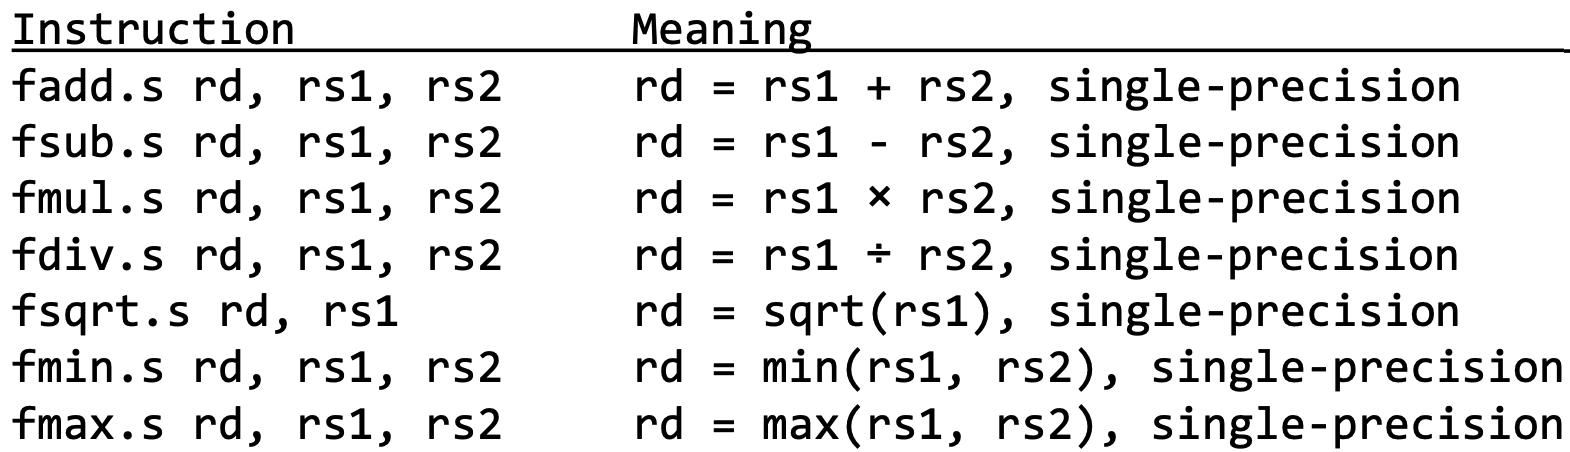 Instruction Meaning
fadd.s rd, rs1, rs2 rd = rs1 + rs2, single-precision
fsub.s rd, rs1, rs2 rd = rs1 - rs2, single-precision
fmul.s rd, rs1, rs2 rd = rs1 × rs2, single-precision
fdiv.s rd, rs1, rs2 rd = rs1 ÷ rs2, single-precision
fsqrt.s rd, rs1 rd = sqrt(rs1), single-precision
fmin.s rd, rs1, rs2 rd = min(rs1, rs2), single-precision
fmax.s rd, rs1, rs2 rd = max(rs1, rs2), single-precision